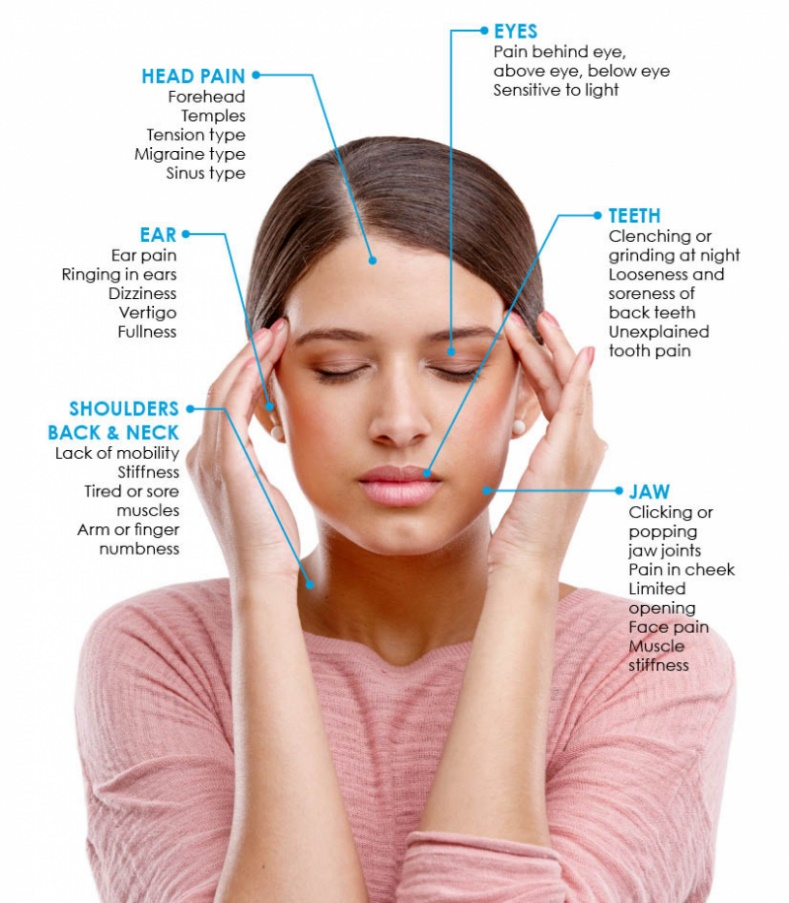 EYES
Pain behind eye,
above eye, below eye
Sensitive to light
HEAD PAIN
Forehead
Temples
Tension type
Migraine type
Sinus type
EAR
Ear pain
Ringing in ears
Dizziness
Vertigo
Fullness
TEETH
Clenching or
grinding at night
Looseness and
soreness of
back teeth
Unexplained
tooth pain
SHOULDERS
BACK & NECK
Lack of mobility
Stiffness
Tired or sore
muscles
Arm or finger
numbness
JAW
Clicking or
popping
jaw joints
Pain in cheek
Limited
opening
Face pain
Muscle
stiffness